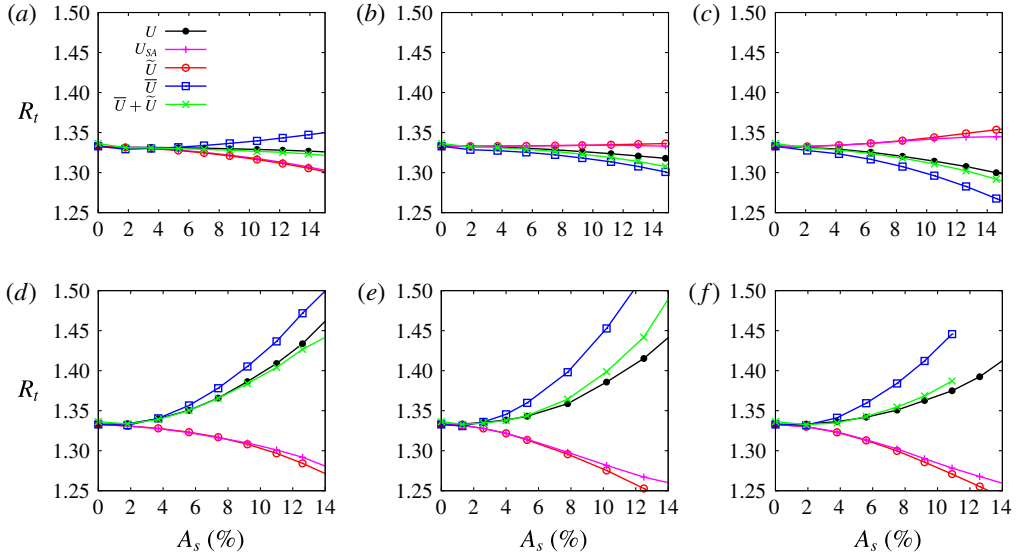 (a) (b) (c)
1.50 1.50 1.50
U
U_SA
1.45 1.45 1.45
Ũ
U̅
1.40 1.40 1.40
U̅ + Ũ
R_t
1.35 1.35 1.35
1.30 1.30 1.30
1.25 1.25 1.25
0 2 4 6 8 10 12 14 0 2 4 6 8 10 12 14 0 2 4 6 8 10 12 14
(d) (e) (f)
1.50 1.50 1.50
1.45 1.45 1.45
1.40 1.40 1.40
R_t
1.35 1.35 1.35
1.30 1.30 1.30
1.25 1.25 1.25
0 2 4 6 8 10 12 14 0 2 4 6 8 10 12 14 0 2 4 6 8 10 12 14
A_s (%) A_s (%) A_s (%)